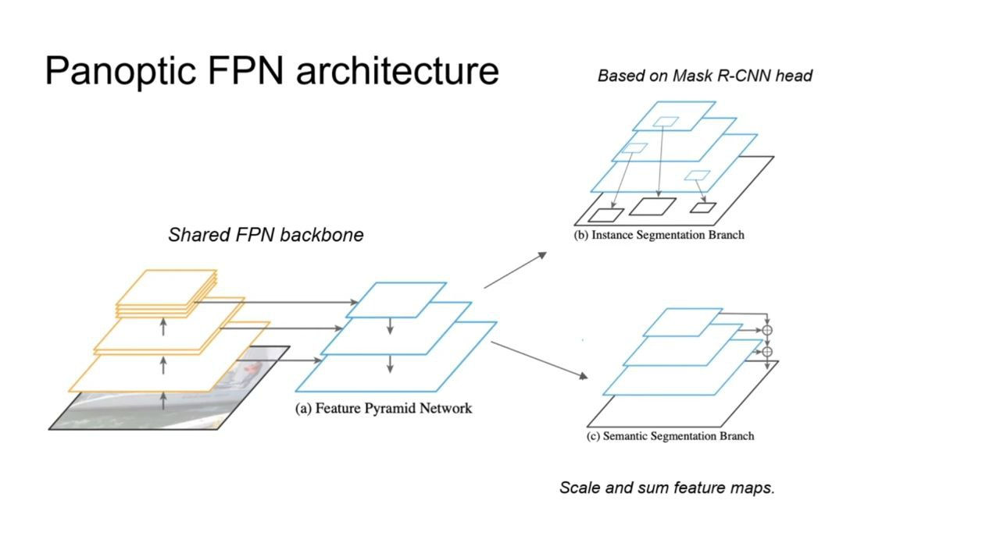 Panoptic FPN architecture
Based on Mask R-CNN head
(b) Instance Segmentation Branch
Shared FPN backbone
(a) Feature Pyramid Network
(c) Semantic Segmentation Branch
Scale and sum feature maps.